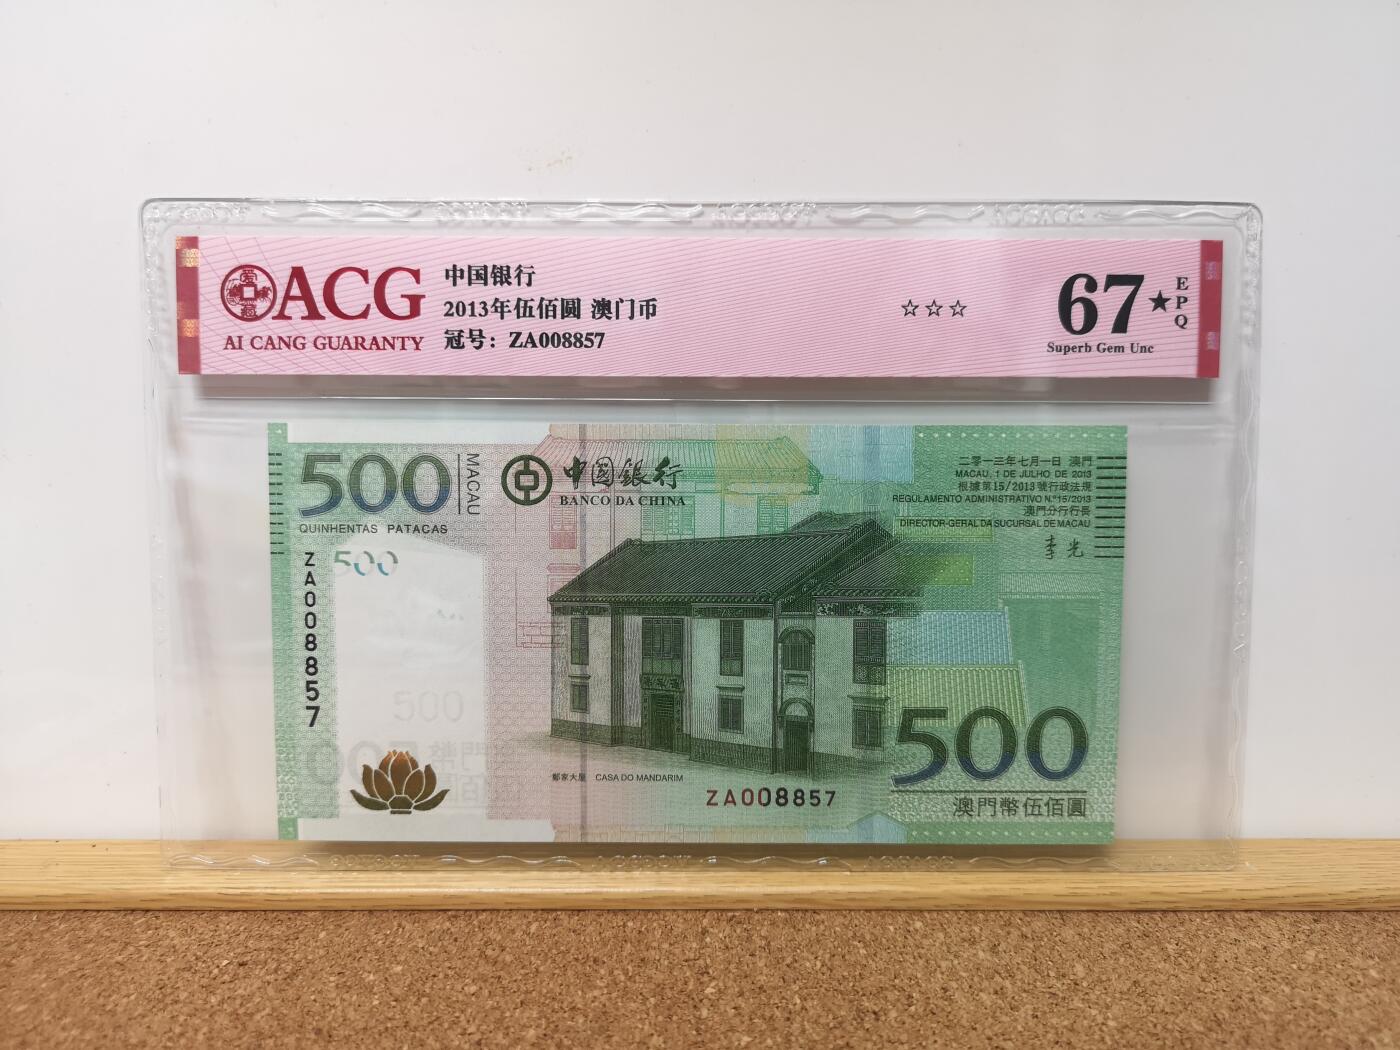 ACG
AI CANG GUARANTY
中国银行
2013年伍佰圆 澳门币
冠号：ZA008857
☆☆☆
67★
EPQ
Superb Gem Unc
500
MACAU
QUINHENTAS PATACAS
中國銀行
BANCO DA CHINA
二零一三年七月一日 澳門
MACAU, 1 DE JULHO DE 2013
根據第15/2013號行政法規
REGULAMENTO ADMINISTRATIVO N.º 15/2013
澳門分行行長
DIRECTOR-GERAL DA SUCURSAL DE MACAU
李光
ZA008857
500
500
鄭家大屋 CASA DO MANDARIM
ZA008857
500
澳門幣伍佰圓